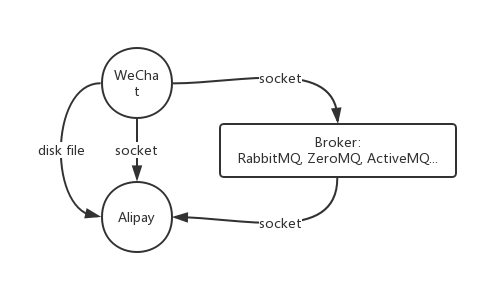 WeCha
t
socket
disk file
socket
Broker:
RabbitMQ, ZeroMQ, ActiveMQ...
Alipay
socket